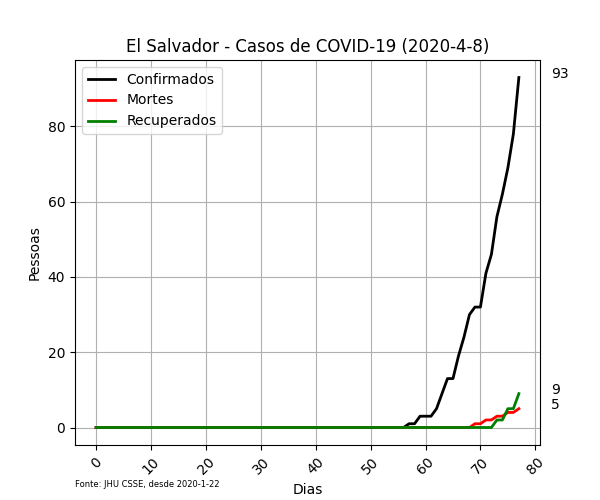 El Salvador - Casos de COVID-19 (2020-4-8)
Confirmados
Mortes
Recuperados
93
9
5
Pessoas
80
60
40
20
0
0 10 20 30 40 50 60 70 80
Dias
Fonte: JHU CSSE, desde 2020-1-22